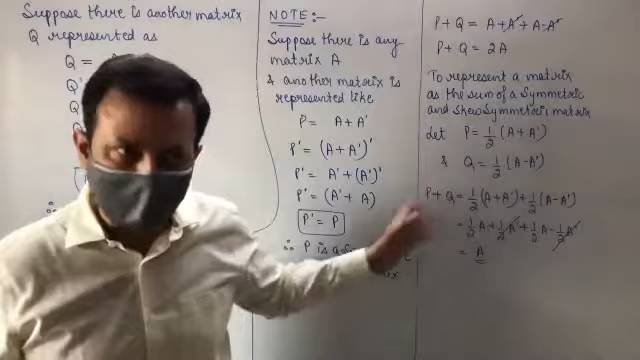 Suppose there is another matrix
Q represented as
Q =
Q'
NOTE:-
Suppose there is any
matrix A
& another matrix is
represented like
P = A + A'
P' = (A + A')'
P' = A' + (A')'
P' = (A' + A)
P' = P
∴ P is a
P + Q = A + A' + A - A'
P + Q = 2A
To represent a matrix
as the sum of a Symmetric
and Skew Symmetric matrix
Let P = 1/2 (A + A')
& Q = 1/2 (A - A')
P + Q = 1/2 (A + A') + 1/2 (A - A')
= 1/2 A + 1/2 A' + 1/2 A - 1/2 A'
= A